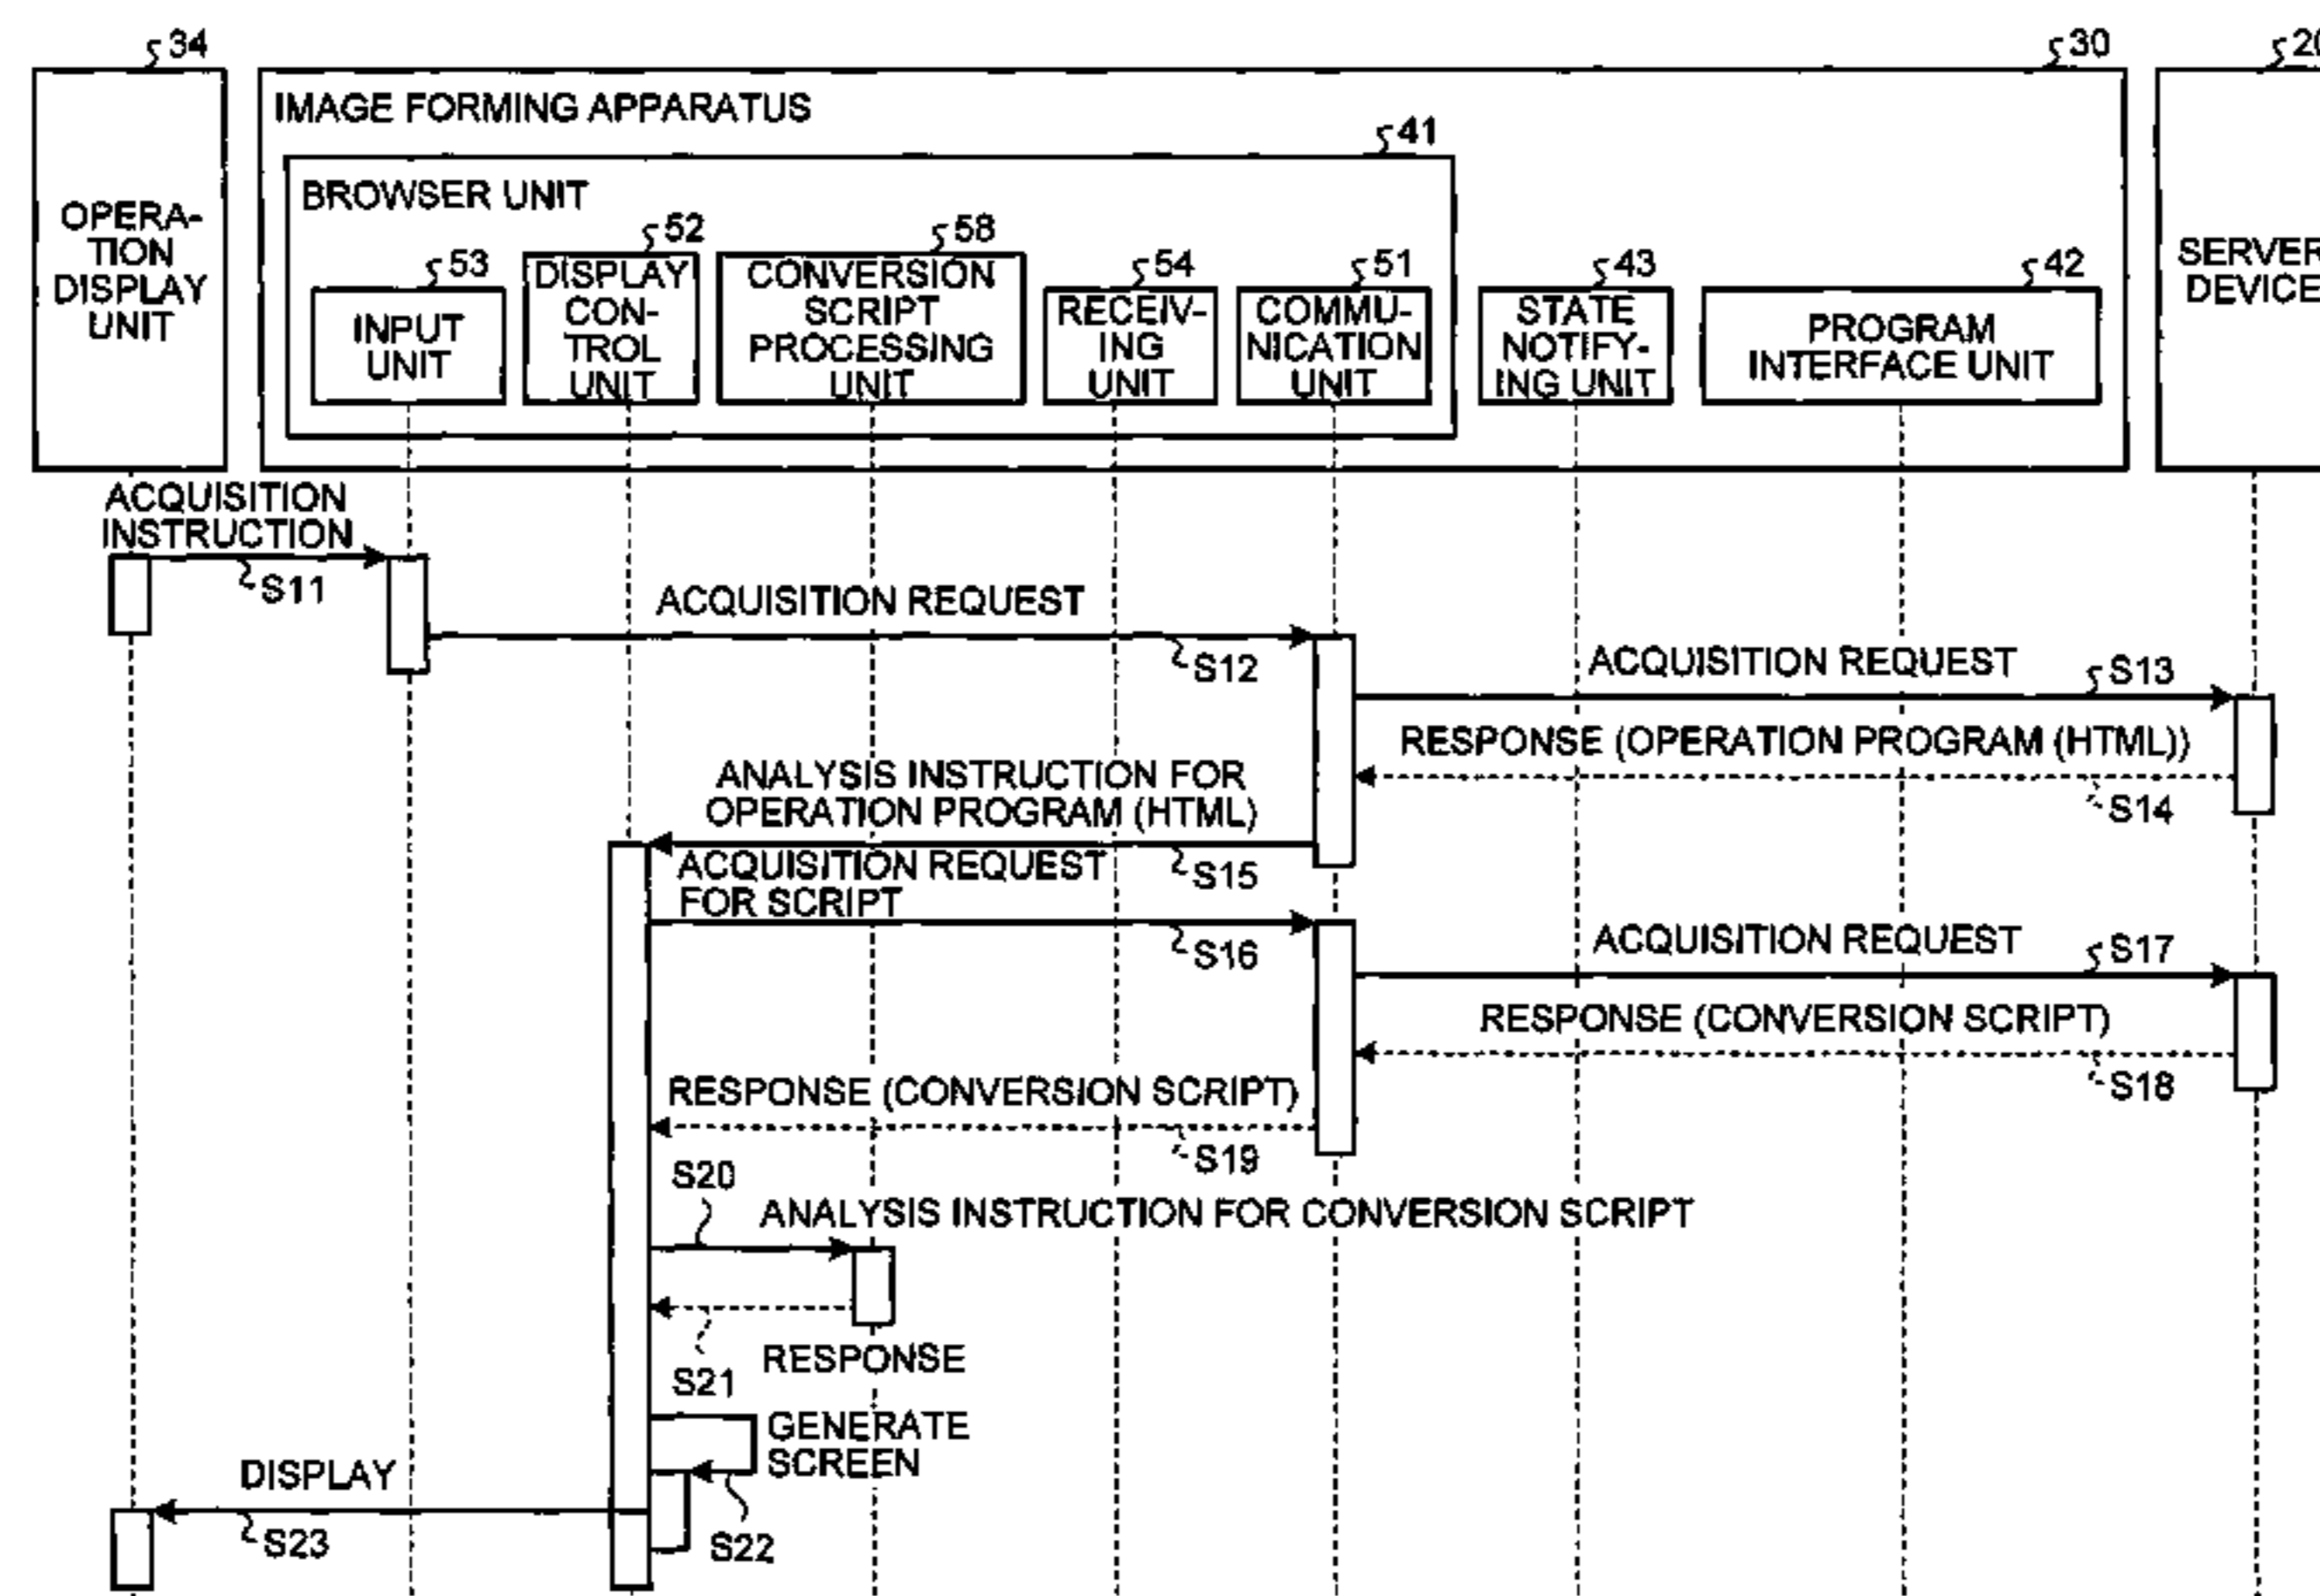 34
30
20
IMAGE FORMING APPARATUS
41
BROWSER UNIT
OPERA-
TION
DISPLAY
UNIT
53
INPUT
UNIT
52
DISPLAY
CON-
TROL
UNIT
58
CONVERSION
SCRIPT
PROCESSING
UNIT
54
RECEIV-
ING
UNIT
51
COMMU-
NICATION
UNIT
43
STATE
NOTIFY-
ING UNIT
42
PROGRAM
INTERFACE UNIT
SERVER
DEVICE
ACQUISITION
INSTRUCTION
S11
ACQUISITION REQUEST
S12
ACQUISITION REQUEST
S13
RESPONSE (OPERATION PROGRAM (HTML))
S14
ANALYSIS INSTRUCTION FOR
OPERATION PROGRAM (HTML)
S15
ACQUISITION REQUEST
FOR SCRIPT
S16
ACQUISITION REQUEST
S17
RESPONSE (CONVERSION SCRIPT)
S18
RESPONSE (CONVERSION SCRIPT)
S19
S20
ANALYSIS INSTRUCTION FOR CONVERSION SCRIPT
S21
RESPONSE
GENERATE
SCREEN
S22
DISPLAY
S23